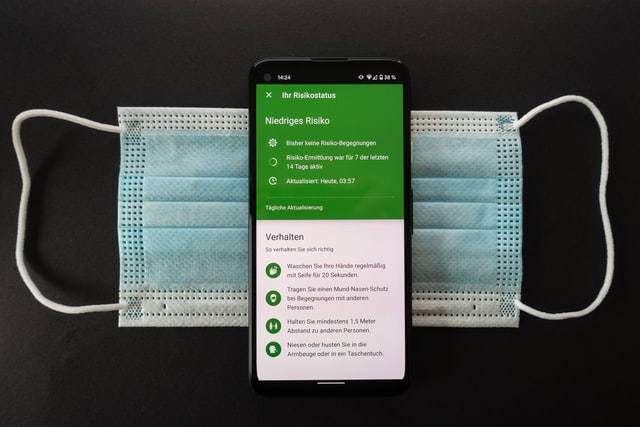 14:24
38 %
Ihr Risikostatus
Niedriges Risiko
Bisher keine Risiko-Begegnungen
Risiko-Ermittlung war für 7 der letzten
14 Tage aktiv
Aktualisiert: Heute, 03:57
Tägliche Aktualisierung
Verhalten
So verhalten Sie sich richtig
Waschen Sie Ihre Hände regelmäßig
mit Seife für 20 Sekunden.
Tragen Sie einen Mund-Nasen-Schutz
bei Begegnungen mit anderen
Personen.
Halten Sie mindestens 1,5 Meter
Abstand zu anderen Personen.
Niesen oder husten Sie in die
Armbeuge oder in ein Taschentuch.